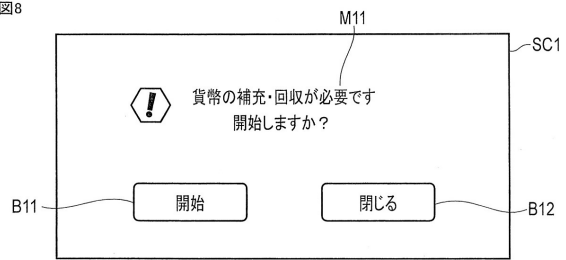 図8
M11
SC1
貨幣の補充・回収が必要です
開始しますか？
B11
開始
閉じる
B12